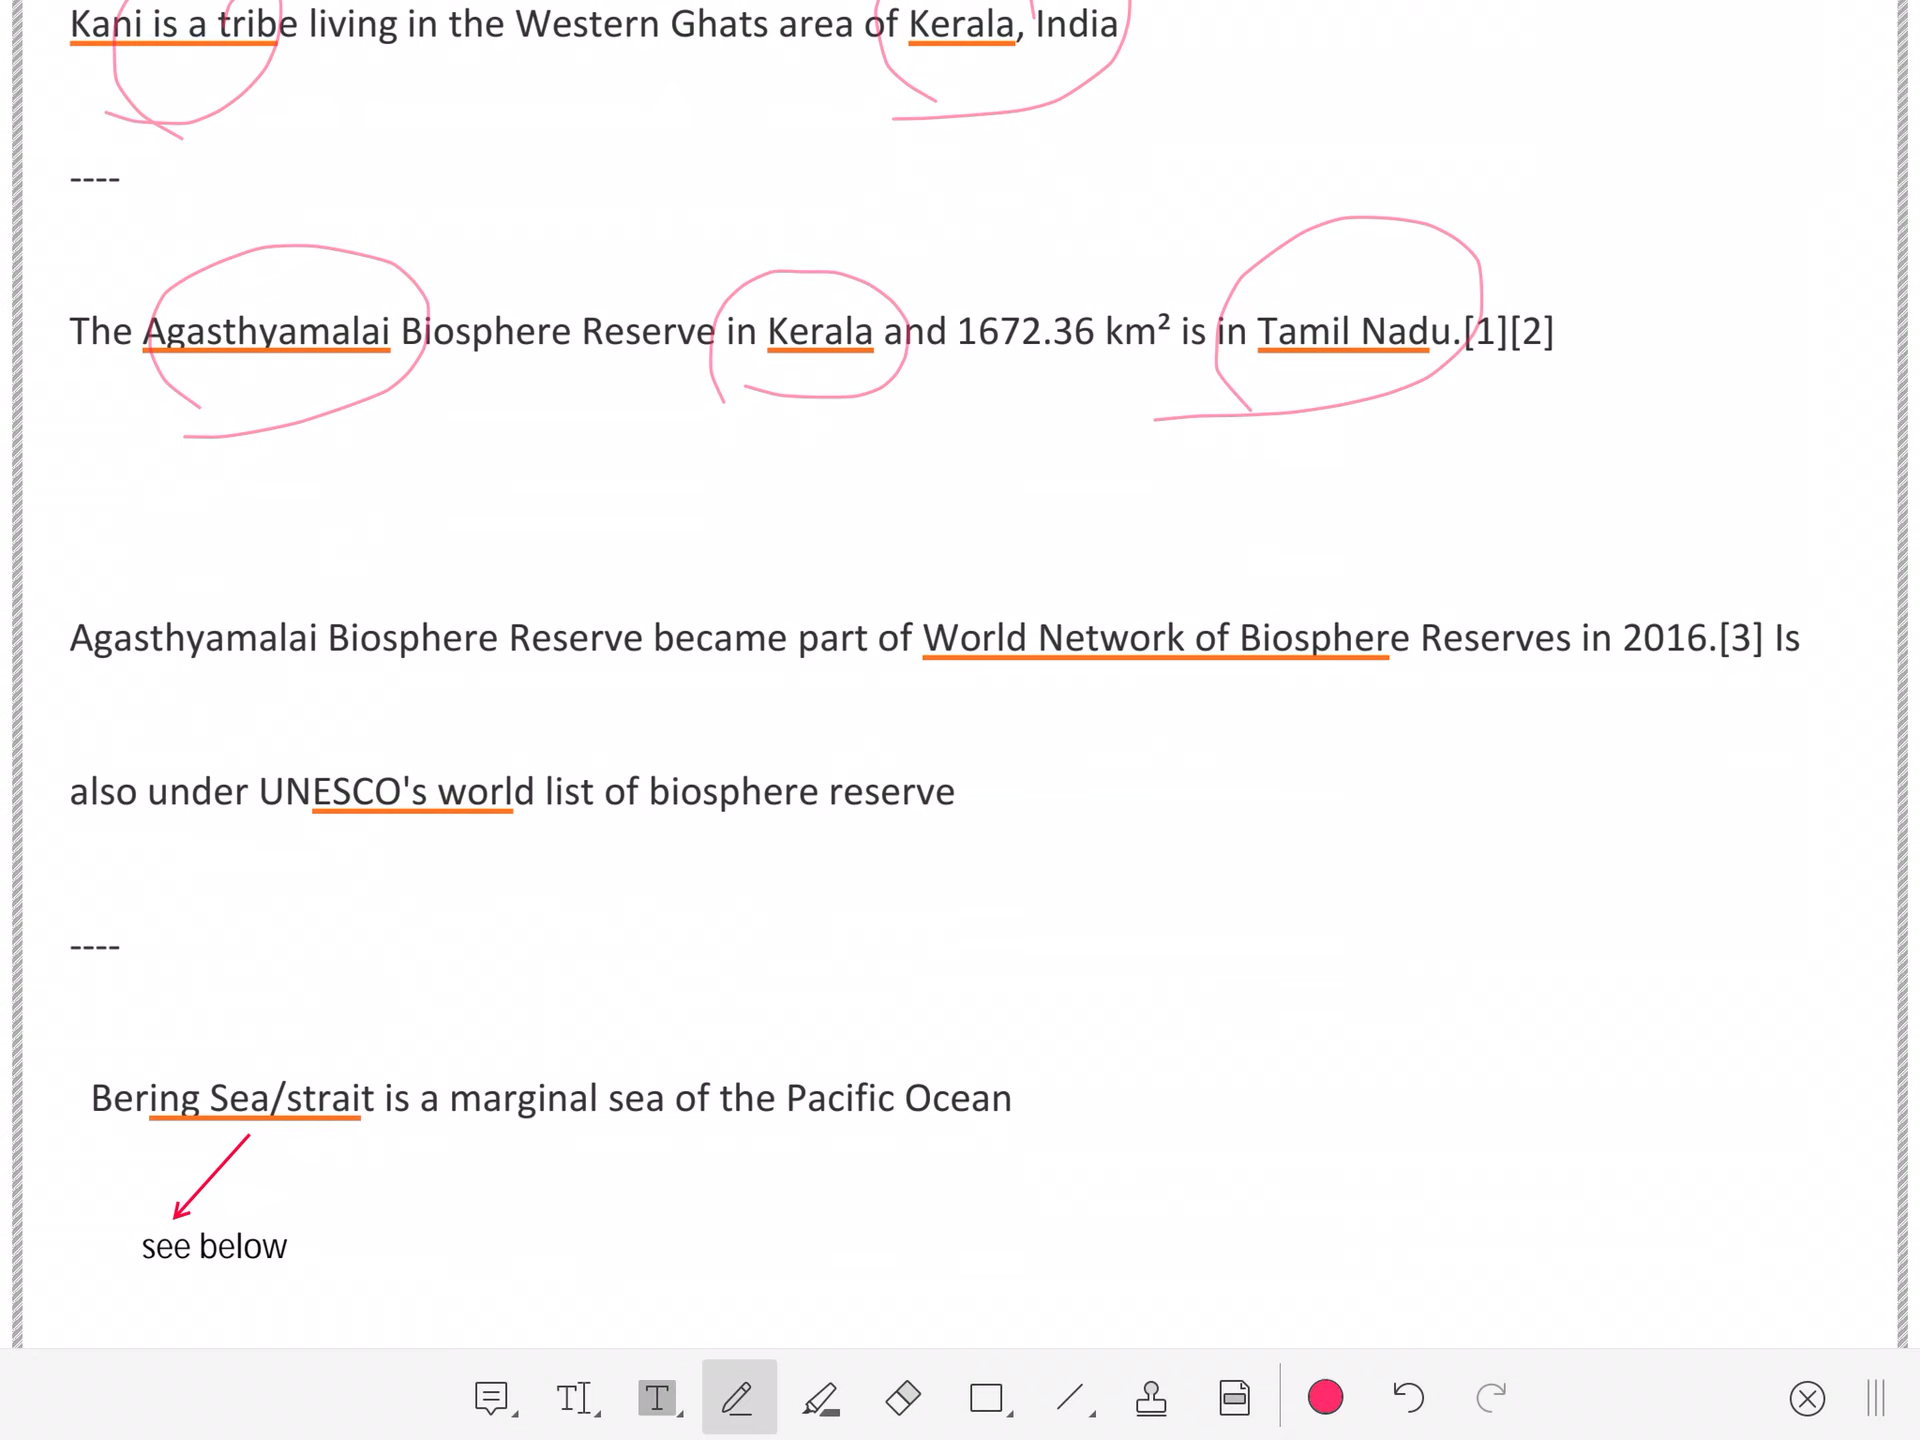 Kani is a tribe living in the Western Ghats area of Kerala, India
----
The Agasthyamalai Biosphere Reserve in Kerala and 1672.36 km² is in Tamil Nadu.[1][2]
Agasthyamalai Biosphere Reserve became part of World Network of Biosphere Reserves in 2016.[3] Is
also under UNESCO's world list of biosphere reserve
----
Bering Sea/strait is a marginal sea of the Pacific Ocean
see below